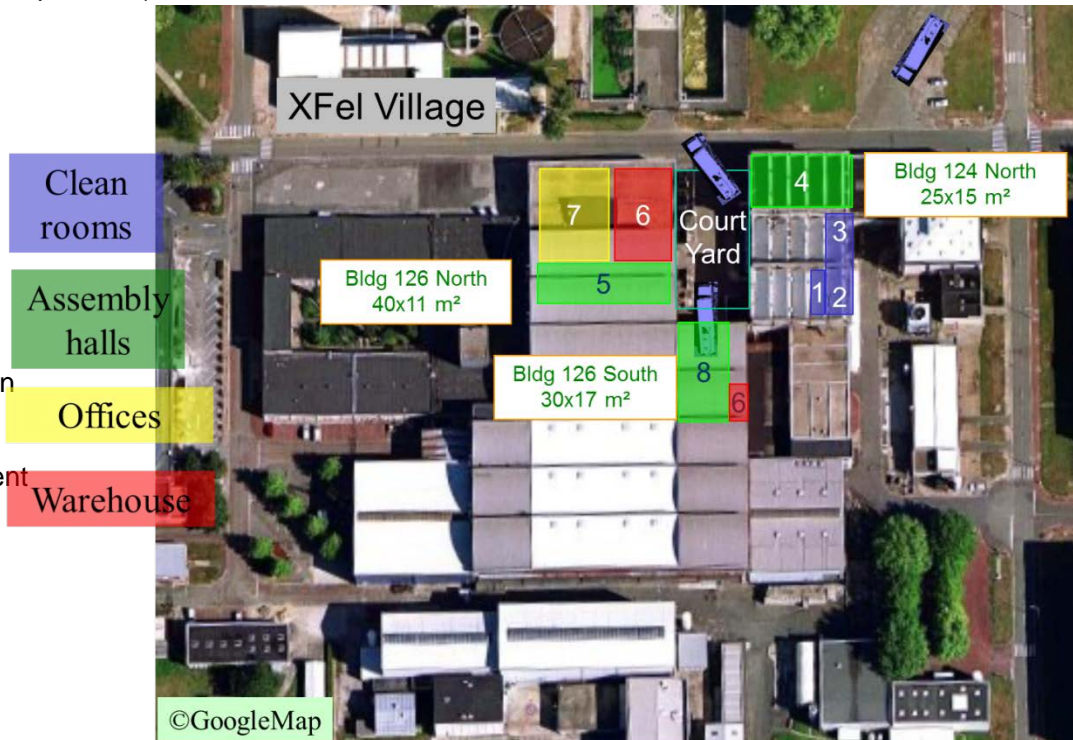 XFel Village
Clean
rooms
Assembly
halls
n
Offices
ent
Warehouse
7
6
4
Court
Yard
Bldg 124 North
25x15 m²
3
1
2
Bldg 126 North
40x11 m²
5
Bldg 126 South
30x17 m²
8
6
©GoogleMap